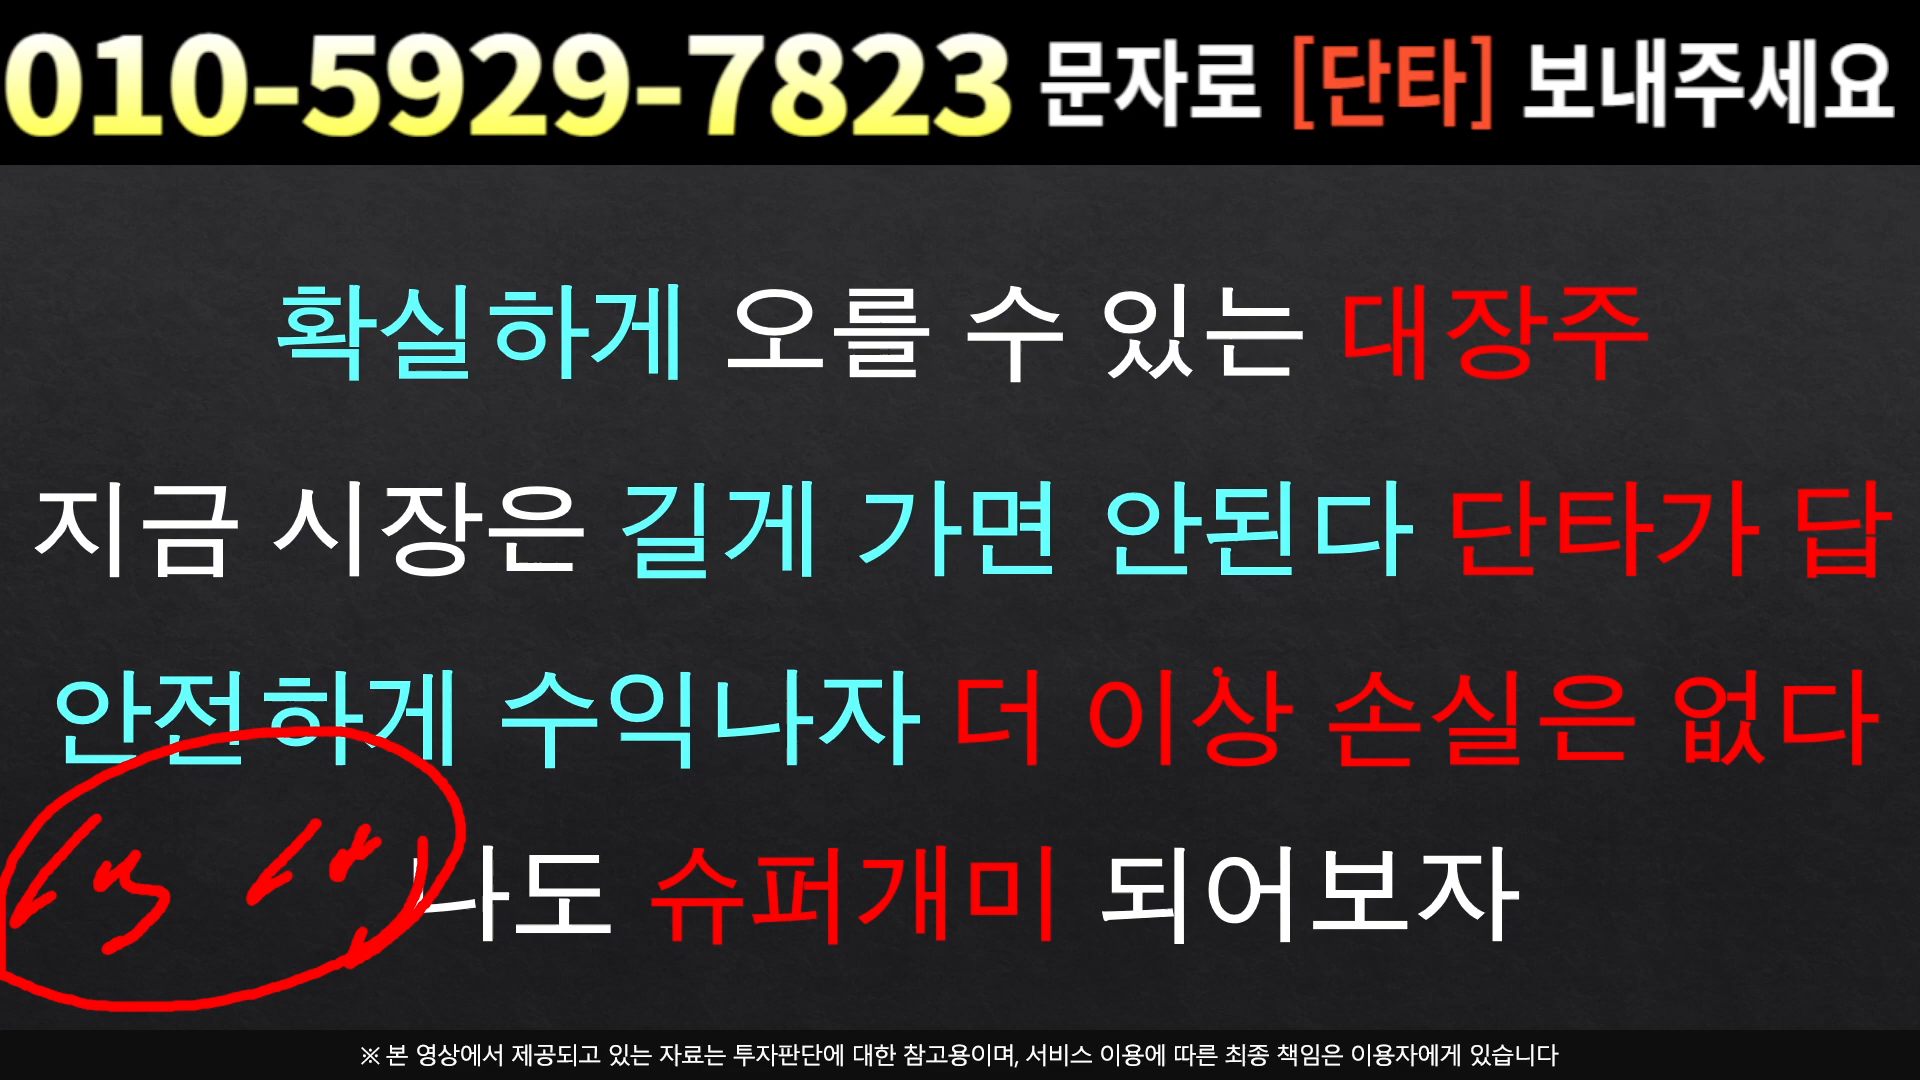 010-5929-7823 문자로 [단타] 보내주세요
확실하게 오를 수 있는 대장주
지금 시장은 길게 가면 안된다 단타가 답
안전하게 수익나자 더 이상 손실은 없다
나도 슈퍼개미 되어보자
※ 본 영상에서 제공되고 있는 자료는 투자판단에 대한 참고용이며, 서비스 이용에 따른 최종 책임은 이용자에게 있습니다